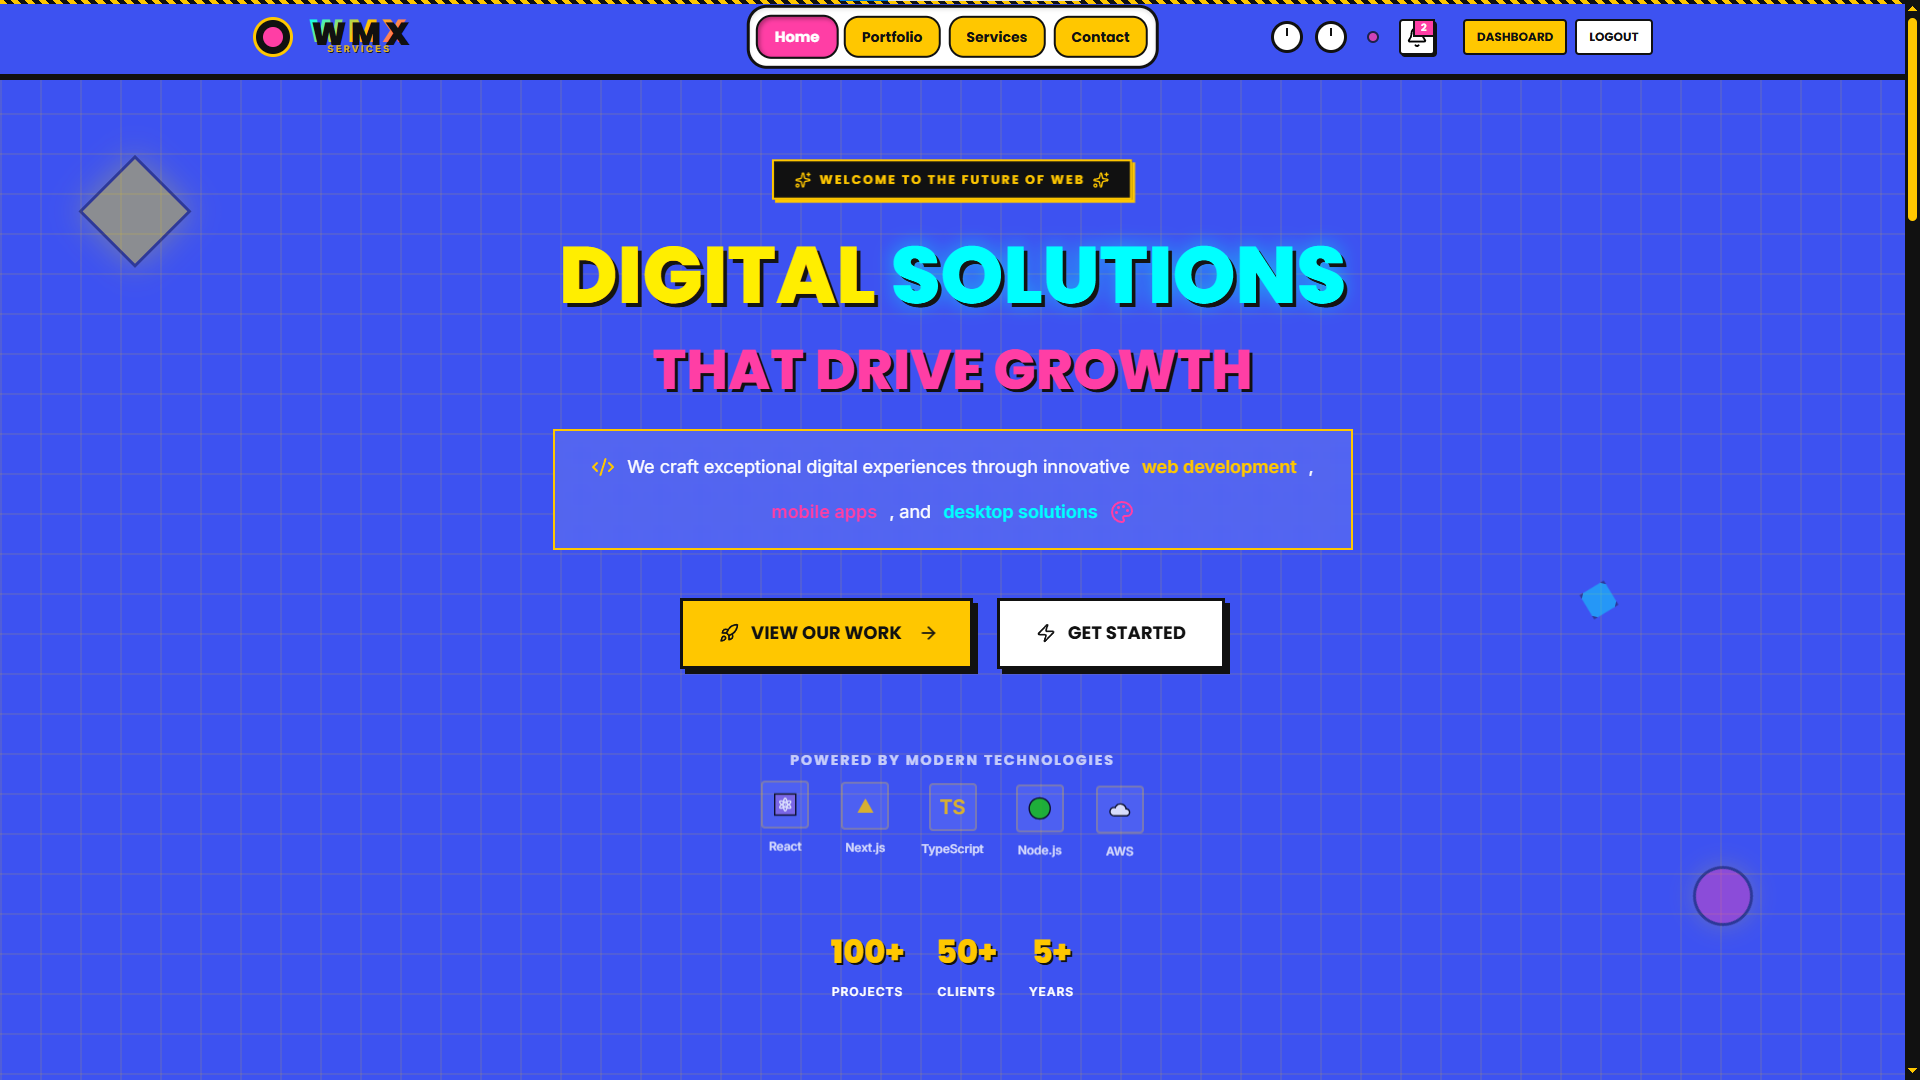 WMX
SERVICES
Home
Portfolio
Services
Contact
2
DASHBOARD
LOGOUT
WELCOME TO THE FUTURE OF WEB
DIGITAL SOLUTIONS
THAT DRIVE GROWTH
We craft exceptional digital experiences through innovative web development ,
mobile apps , and desktop solutions
VIEW OUR WORK
GET STARTED
POWERED BY MODERN TECHNOLOGIES
TS
React
Next.js
TypeScript
Node.js
AWS
100+
50+
5+
PROJECTS
CLIENTS
YEARS